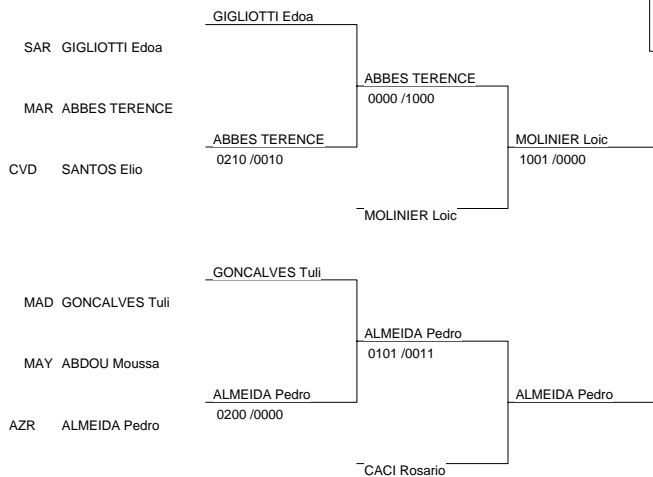 GIGLIOTTI Edoa
SAR GIGLIOTTI Edoa
ABBES TERENCE
0000 /1000
MAR ABBES TERENCE
ABBES TERENCE
0210 /0010
MOLINIER Loic
1001 /0000
CVD SANTOS Elio
MOLINIER Loic
GONCALVES Tuli
MAD GONCALVES Tuli
ALMEIDA Pedro
0101 /0011
MAY ABDOU Moussa
ALMEIDA Pedro
0200 /0000
ALMEIDA Pedro
AZR ALMEIDA Pedro
CACI Rosario